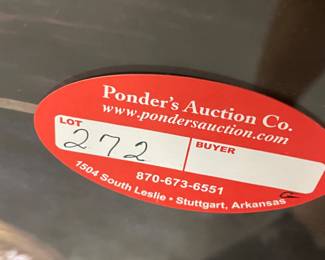 Ponder's Auction Co.
www.pondersauction.com
LOT
272
BUYER
870-673-6551
1504 South Leslie • Stuttgart, Arkansas